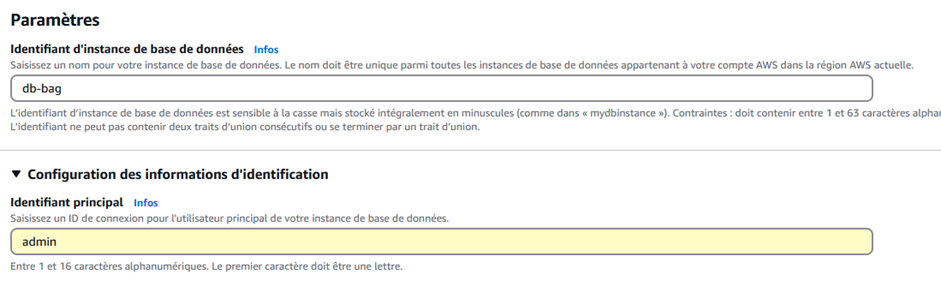 Paramètres
Identifiant d'instance de base de données Infos
Saisissez un nom pour votre instance de base de données. Le nom doit être unique parmi toutes les instances de base de données appartenant à votre compte AWS dans la région AWS actuelle.
db-bag
L'identifiant d'instance de base de données est sensible à la casse mais stocké intégralement en minuscules (comme dans « mydbinstance »). Contraintes : doit contenir entre 1 et 63 caractères alphan
L'identifiant ne peut pas contenir deux traits d'union consécutifs ou se terminer par un trait d'union.
Configuration des informations d'identification
Identifiant principal Infos
Saisissez un ID de connexion pour l'utilisateur principal de votre instance de base de données.
admin
Entre 1 et 16 caractères alphanumériques. Le premier caractère doit être une lettre.